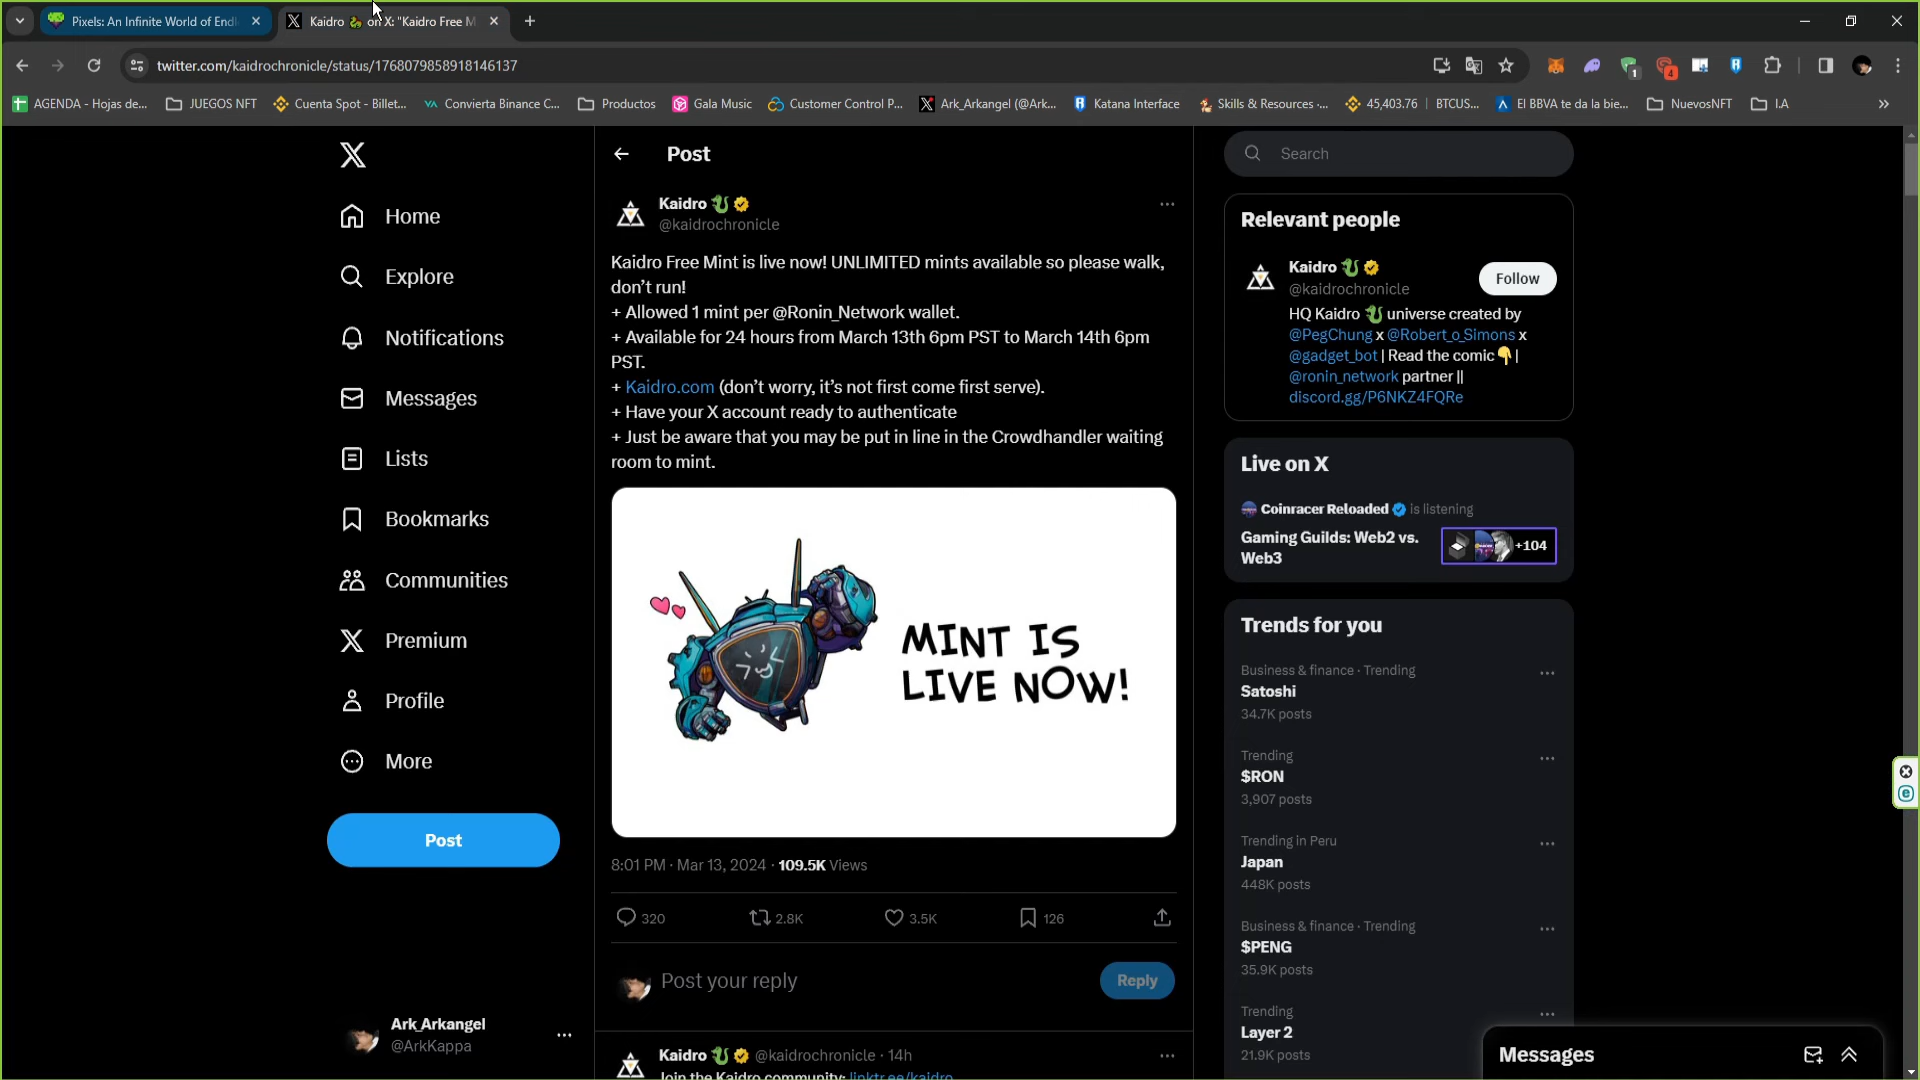 Pixels: An Infinite World of Endl
Kaidro 🐉 on X: "Kaidro Free M
twitter.com/kaidrochronicle/status/1768079858918146137
AGENDA - Hojas de...
JUEGOS NFT
Cuenta Spot - Billet...
Convierta Binance C...
Productos
Gala Music
Customer Control P...
Ark_Arkangel (@Ark...
Katana Interface
Skills & Resources -...
45,403.76 | BTCUS...
El BBVA te da la bie...
NuevosNFT
I.A
Home
Explore
Notifications
Messages
Lists
Bookmarks
Communities
Premium
Profile
More
Post
Ark_Arkangel
@ArkKappa
Post
Kaidro 🐉
@kaidrochronicle
Kaidro Free Mint is live now! UNLIMITED mints available so please walk,
don't run!
+ Allowed 1 mint per @Ronin_Network wallet.
+ Available for 24 hours from March 13th 6pm PST to March 14th 6pm
PST.
+ Kaidro.com (don't worry, it's not first come first serve).
+ Have your X account ready to authenticate
+ Just be aware that you may be put in line in the Crowdhandler waiting
room to mint.
MINT IS
LIVE NOW!
8:01 PM · Mar 13, 2024 · 109.5K Views
320
2.8K
3.5K
126
Post your reply
Reply
Kaidro 🐉 @kaidrochronicle · 14h
Join the Kaidro community: linktr.ee/kaidro
Search
Relevant people
Kaidro 🐉
@kaidrochronicle
Follow
HQ Kaidro 🐉 universe created by
@PegChung x @Robert_o_Simons x
@gadget_bot | Read the comic👇 |
@ronin_network partner ||
discord.gg/P6NKZ4FQRe
Live on X
Coinracer Reloaded is listening
Gaming Guilds: Web2 vs.
Web3
+104
Trends for you
Business & finance · Trending
Satoshi
34.7K posts
Trending
$RON
3,907 posts
Trending in Peru
Japan
448K posts
Business & finance · Trending
$PENG
35.9K posts
Trending
Layer 2
21.9K posts
Messages